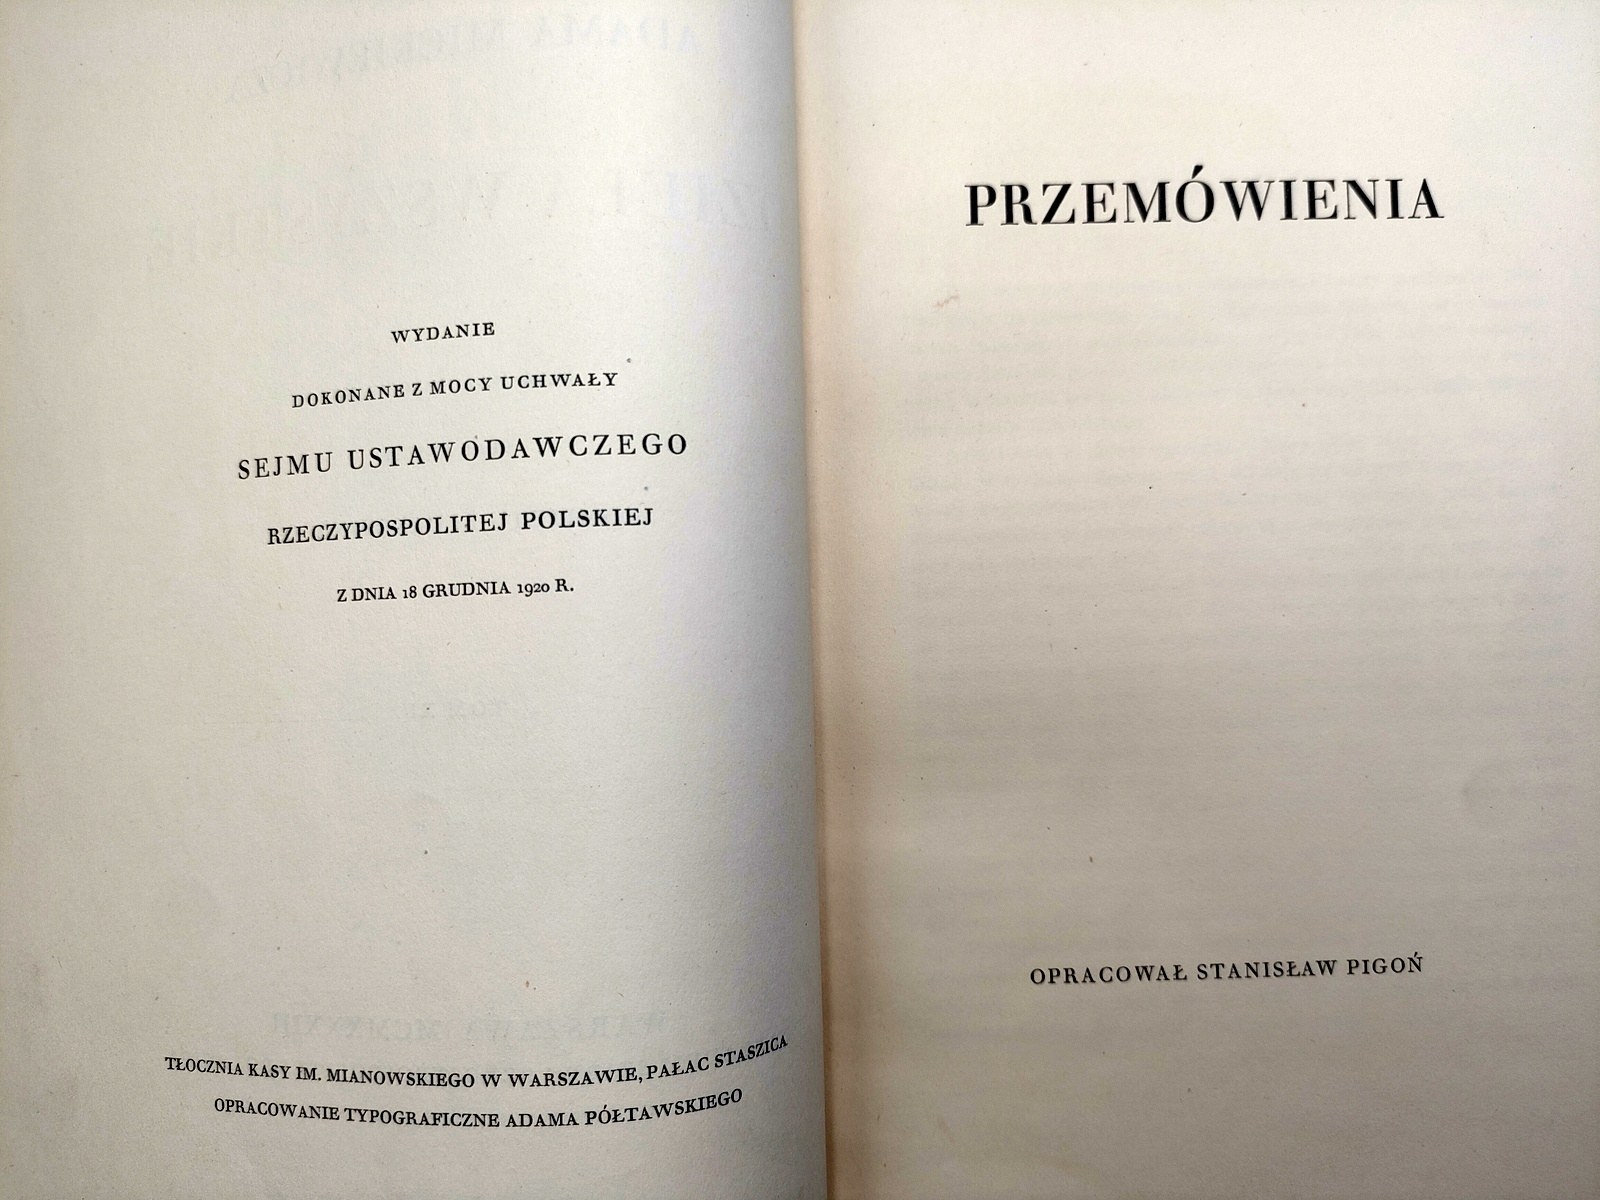 WYDANIE
DOKONANE Z MOCY UCHWAŁY
SEJMU USTAWODAWCZEGO
RZECZYPOSPOLITEJ POLSKIEJ
Z DNIA 18 GRUDNIA 1920 R.
TŁOCZNIA KASY IM. MIANOWSKIEGO W WARSZAWIE, PAŁAC STASZICA
OPRACOWANIE TYPOGRAFICZNE ADAMA PÓŁTAWSKIEGO
PRZEMÓWIENIA
OPRACOWAŁ STANISŁAW PIGOŃ